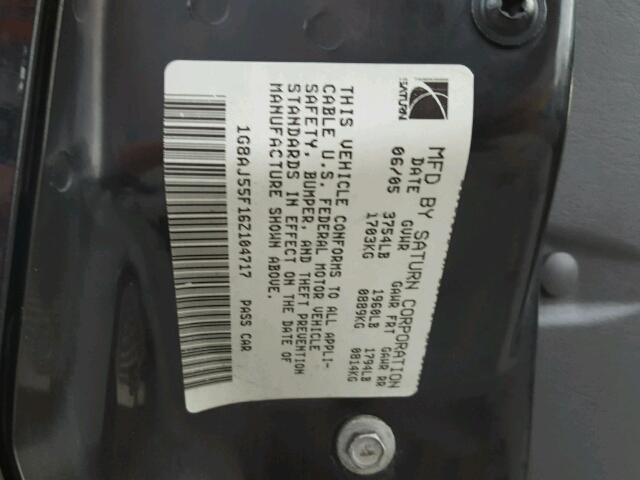 SATURN
MFD BY SATURN CORPORATION
DATE GVWR GAWR FRT GAWR RR
06/05 3754LB 1960LB 1794LB
1703KG 0889KG 0814KG
THIS VEHICLE CONFORMS TO ALL APPLI-
CABLE U.S. FEDERAL MOTOR VEHICLE
SAFETY, BUMPER, AND THEFT PREVENTION
STANDARDS IN EFFECT ON THE DATE OF
MANUFACTURE SHOWN ABOVE.
1G8AJ55F16Z104717 PASS CAR